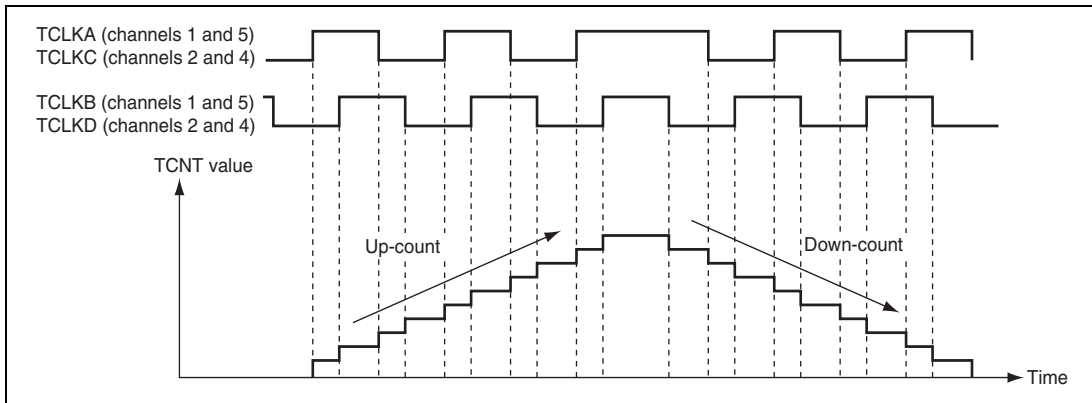 TCLKA (channels 1 and 5)
TCLKC (channels 2 and 4)
TCLKB (channels 1 and 5)
TCLKD (channels 2 and 4)
TCNT value
Up-count
Down-count
Time